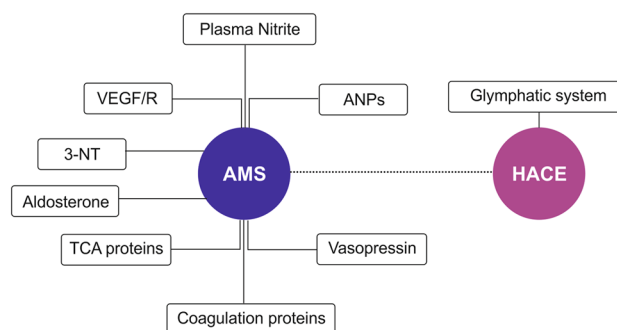 Plasma Nitrite
VEGF/R
ANPs
Glymphatic system
3-NT
AMS
HACE
Aldosterone
TCA proteins
Vasopressin
Coagulation proteins